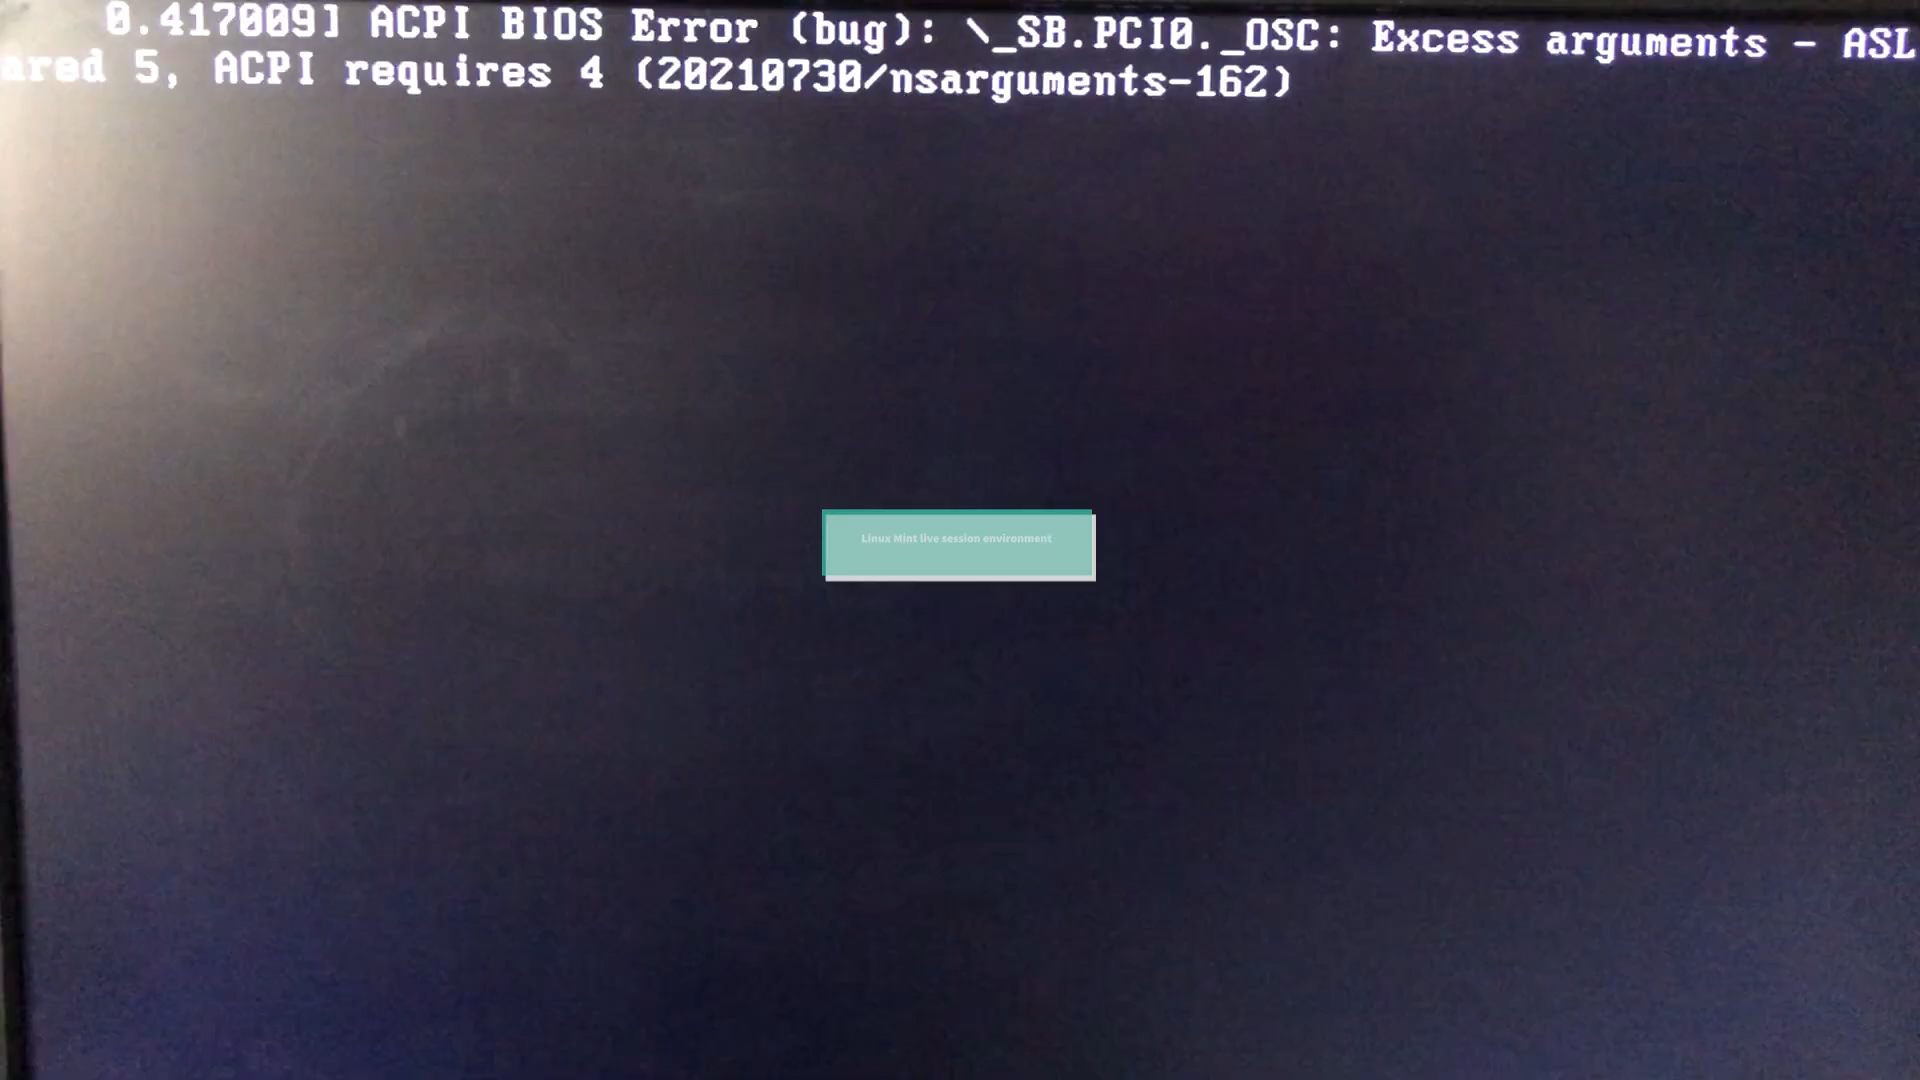 0.417009] ACPI BIOS Error (bug): \_SB.PCI0._OSC: Excess arguments - ASL
ared 5, ACPI requires 4 (20210730/nsarguments-162)
Linux Mint live session environment